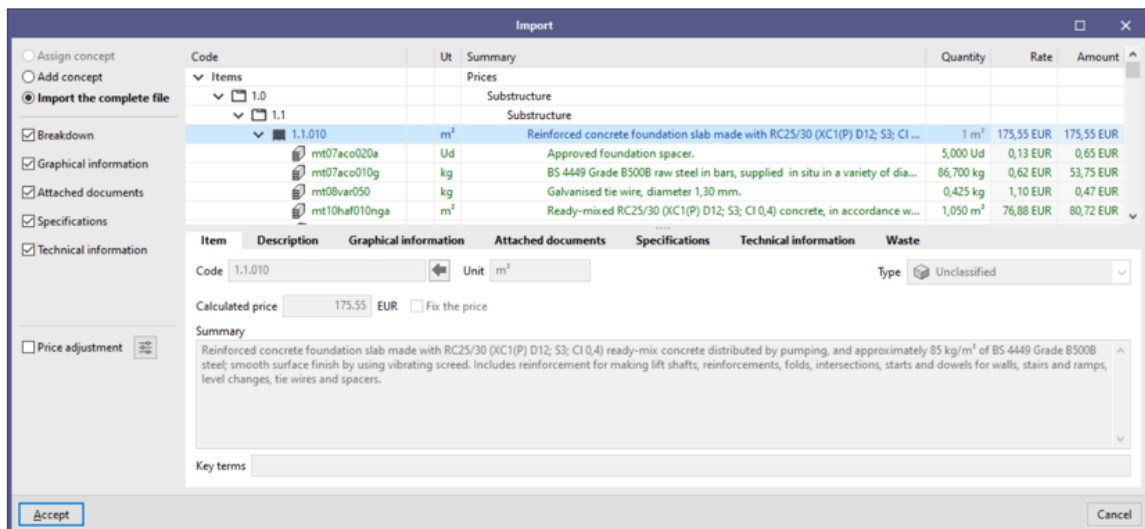 Import
Assign concept
Add concept
Import the complete file
Breakdown
Graphical information
Attached documents
Specifications
Technical information
Price adjustment
Code Ut Summary Quantity Rate Amount
Items Prices
1.0 Substructure
1.1 Substructure
1.1.010 m³ Reinforced concrete foundation slab made with RC25/30 (XC1(P) D12; S3; Cl ... 1 m³ 175,55 EUR 175,55 EUR
mt07aco020a Ud Approved foundation spacer. 5,000 Ud 0,13 EUR 0,65 EUR
mt07aco010g kg BS 4449 Grade B500B raw steel in bars, supplied in situ in a variety of dia... 86,700 kg 0,62 EUR 53,75 EUR
mt08var050 kg Galvanised tie wire, diameter 1,30 mm. 0,425 kg 1,10 EUR 0,47 EUR
mt10haf010nga m³ Ready-mixed RC25/30 (XC1(P) D12; S3; Cl 0,4) concrete, in accordance w... 1,050 m³ 76,88 EUR 80,72 EUR
Item Description Graphical information Attached documents Specifications Technical information Waste
Code 1.1.010 Unit m³ Type Unclassified
Calculated price 175.55 EUR Fix the price
Summary
Reinforced concrete foundation slab made with RC25/30 (XC1(P) D12; S3; Cl 0,4) ready-mix concrete distributed by pumping, and approximately 85 kg/m³ of BS 4449 Grade B500B
steel; smooth surface finish by using vibrating screed. Includes reinforcement for making lift shafts, reinforcements, folds, intersections, starts and dowels for walls, stairs and ramps,
level changes, tie wires and spacers.
Key terms
Accept Cancel